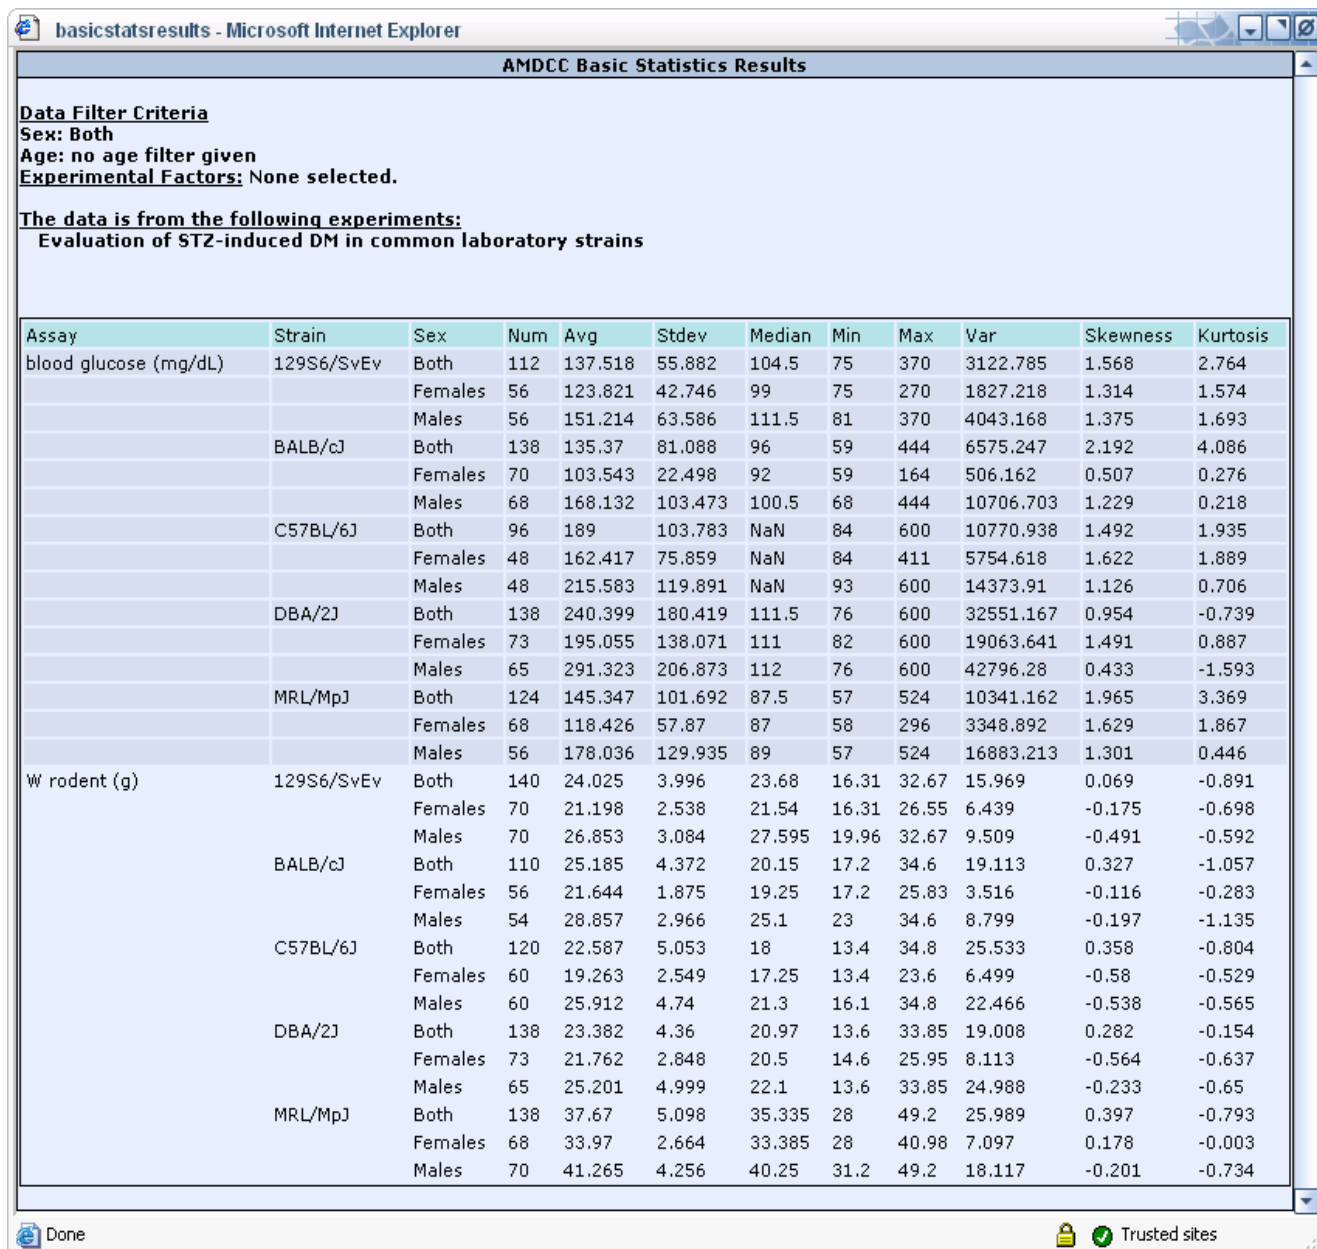 basicstatsresults - Microsoft Internet Explorer
AMDCC Basic Statistics Results
Data Filter Criteria
Sex: Both
Age: no age filter given
Experimental Factors: None selected.
The data is from the following experiments:
Evaluation of STZ-induced DM in common laboratory strains
Assay Strain Sex Num Avg Stdev Median Min Max Var Skewness Kurtosis
blood glucose (mg/dL) 129S6/SvEv Both 112 137.518 55.882 104.5 75 370 3122.785 1.568 2.764
Females 56 123.821 42.746 99 75 270 1827.218 1.314 1.574
Males 56 151.214 63.586 111.5 81 370 4043.168 1.375 1.693
BALB/cJ Both 138 135.37 81.088 96 59 444 6575.247 2.192 4.086
Females 70 103.543 22.498 92 59 164 506.162 0.507 0.276
Males 68 168.132 103.473 100.5 68 444 10706.703 1.229 0.218
C57BL/6J Both 96 189 103.783 NaN 84 600 10770.938 1.492 1.935
Females 48 162.417 75.859 NaN 84 411 5754.618 1.622 1.889
Males 48 215.583 119.891 NaN 93 600 14373.91 1.126 0.706
DBA/2J Both 138 240.399 180.419 111.5 76 600 32551.167 0.954 -0.739
Females 73 195.055 138.071 111 82 600 19063.641 1.491 0.887
Males 65 291.323 206.873 112 76 600 42796.28 0.433 -1.593
MRL/MpJ Both 124 145.347 101.692 87.5 57 524 10341.162 1.965 3.369
Females 68 118.426 57.87 87 58 296 3348.892 1.629 1.867
Males 56 178.036 129.935 89 57 524 16883.213 1.301 0.446
W rodent (g) 129S6/SvEv Both 140 24.025 3.996 23.68 16.31 32.67 15.969 0.069 -0.891
Females 70 21.198 2.538 21.54 16.31 26.55 6.439 -0.175 -0.698
Males 70 26.853 3.084 27.595 19.96 32.67 9.509 -0.491 -0.592
BALB/cJ Both 110 25.185 4.372 20.15 17.2 34.6 19.113 0.327 -1.057
Females 56 21.644 1.875 19.25 17.2 25.83 3.516 -0.116 -0.283
Males 54 28.857 2.966 25.1 23 34.6 8.799 -0.197 -1.135
C57BL/6J Both 120 22.587 5.053 18 13.4 34.8 25.533 0.358 -0.804
Females 60 19.263 2.549 17.25 13.4 23.6 6.499 -0.58 -0.529
Males 60 25.912 4.74 21.3 16.1 34.8 22.466 -0.538 -0.565
DBA/2J Both 138 23.382 4.36 20.97 13.6 33.85 19.008 0.282 -0.154
Females 73 21.762 2.848 20.5 14.6 25.95 8.113 -0.564 -0.637
Males 65 25.201 4.999 22.1 13.6 33.85 24.988 -0.233 -0.65
MRL/MpJ Both 138 37.67 5.098 35.335 28 49.2 25.989 0.397 -0.793
Females 68 33.97 2.664 33.385 28 40.98 7.097 0.178 -0.003
Males 70 41.265 4.256 40.25 31.2 49.2 18.117 -0.201 -0.734
Done Trusted sites